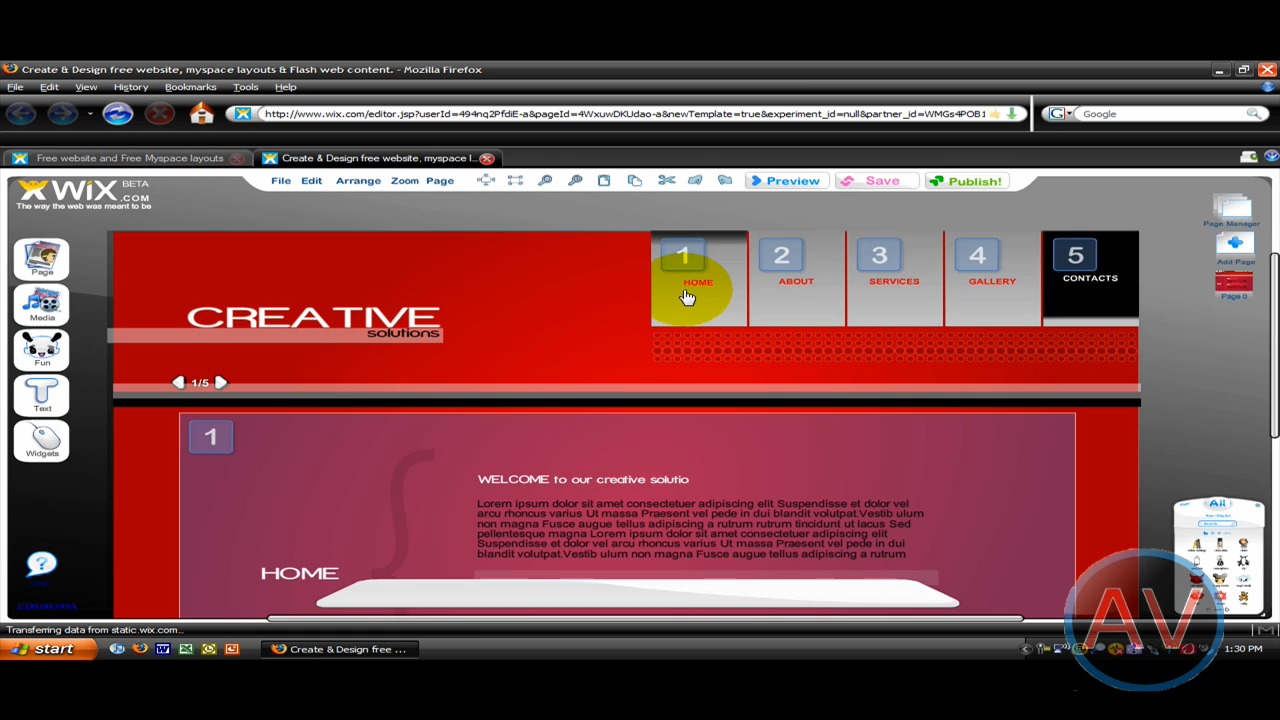 Create & Design free website, myspace layouts & Flash web content. - Mozilla Firefox
File Edit View History Bookmarks Tools Help
http://www.wix.com/editor.jsp?userId=494nq2PfdiE-a&pageId=4WxuwDKUdao-a&newTemplate=true&experiment_id=null&partner_id=WMGs4POB1
G Google
Free website and Free Myspace layouts
Create & Design free website, myspace l...
WiX.COM BETA
The way the web was meant to be
File Edit Arrange Zoom Page
Preview Save Publish!
Page Manager
Add Page
Page 0
Page
Media
Fun
Text
Widgets
1 2 3 4 5
HOME ABOUT SERVICES GALLERY CONTACTS
CREATIVE
solutions
1/5
1
WELCOME to our creative solutio
Lorem ipsum dolor sit amet consectetuer adipiscing elit Suspendisse et dolor vel
arcu rhoncus varius Ut massa Praesent vel pede in dui blandit volutpat.Vestib ulum
non magna Fusce augue tellus adipiscing a rutrum rutrum tincidunt ut lacus Sed
pellentesque magna Lorem ipsum dolor sit amet consectetuer adipiscing elit
Suspendisse et dolor vel arcu rhoncus varius Ut massa Praesent vel pede in dui
blandit volutpat.Vestib ulum non magna Fusce augue tellus adipiscing a rutrum
HOME
All
AV
Transferring data from static.wix.com...
start
Create & Design free ...
1:30 PM